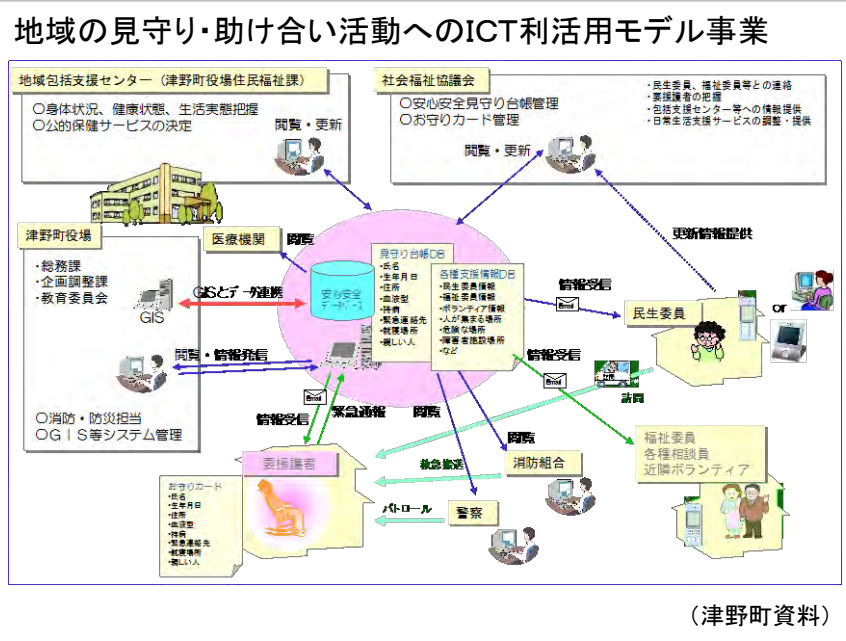 地域の見守り・助け合い活動へのICT利活用モデル事業
地域包括支援センター（津野町役場住民福祉課）
○身体状況、健康状態、生活実態把握
○公的保健サービスの決定
閲覧・更新
社会福祉協議会
○安心安全見守り台帳管理
○お守りカード管理
閲覧・更新
・民生委員、福祉委員等との連絡
・要援護者の把握
・包括支援センター等への情報提供
・日常生活支援サービスの調整・提供
津野町役場
・総務課
・企画調整課
・教育委員会
GIS
閲覧・情報発信
○消防・防災担当
○ＧＩＳ等システム管理
医療機関
閲覧
GISとデータ連携
安心安全
データベース
見守り台帳DB
・氏名
・生年月日
・住所
・血液型
・持病
・緊急連絡先
・就寝場所
・親しい人
各種支援情報DB
・民生委員情報
・福祉委員情報
・ボランティア情報
・人が集まる場所
・危険な場所
・障害者施設場所
・など
更新情報提供
情報受信
Email
民生委員
or
情報受信
Email
訪問
Email
情報受信
緊急通報
閲覧
閲覧
要援護者
お守りカード
・氏名
・生年月日
・住所
・血液型
・持病
・緊急連絡先
・就寝場所
・親しい人
救急搬送
消防組合
パトロール
警察
福祉委員
各種相談員
近隣ボランティア
（津野町資料）